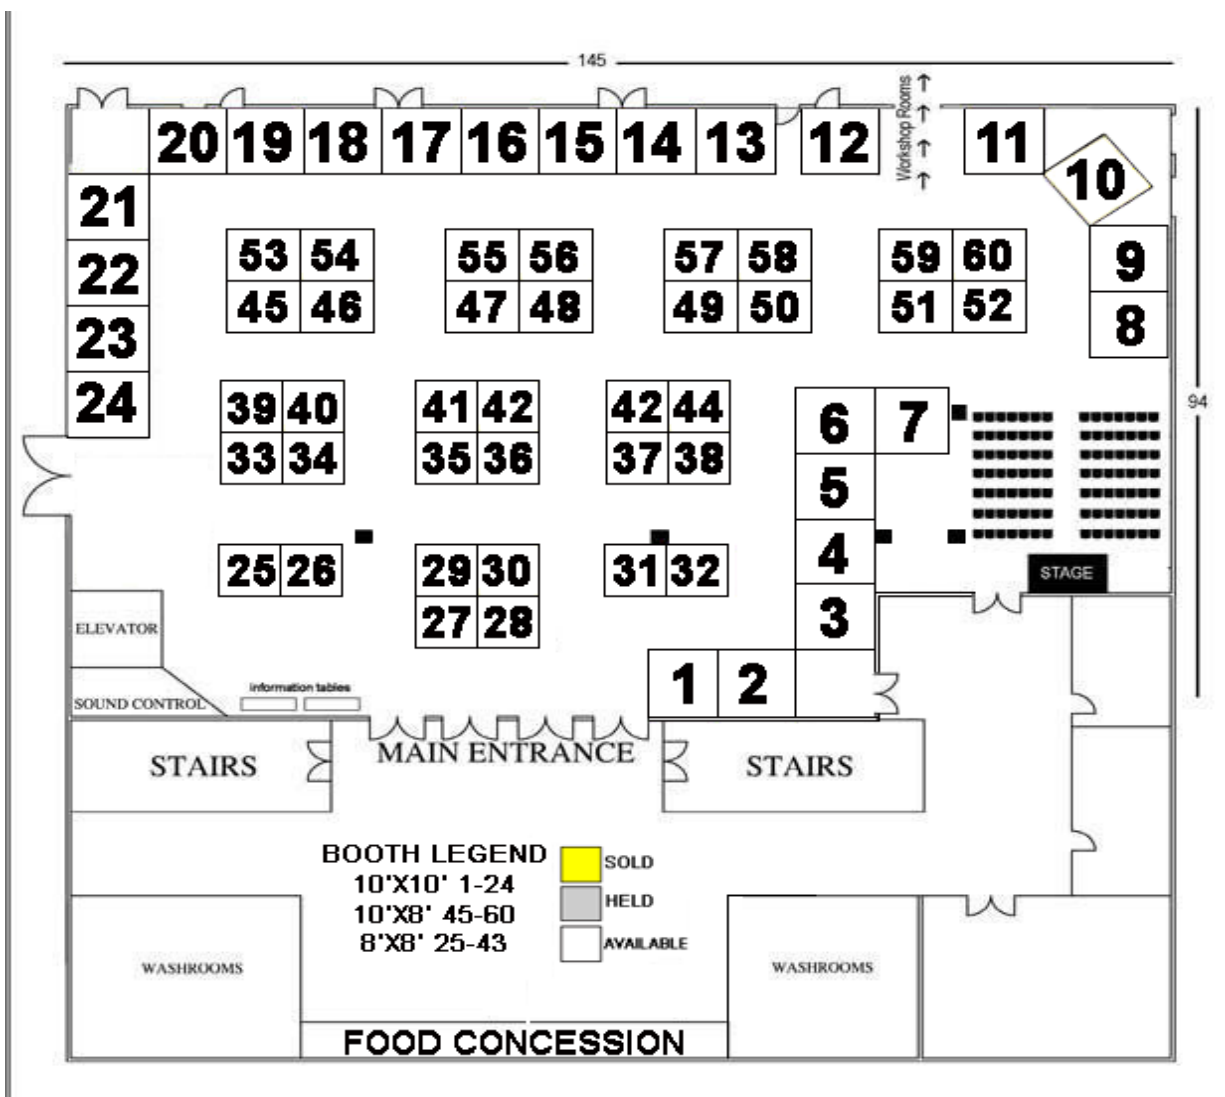 145
Workshop Rooms
20 19 18 17 16 15 14 13 12 11
10
21
9
22
53 54 55 56 57 58 59 60
45 46 47 48 49 50 51 52
8
23
24
94
39 40 41 42 42 44
6 7
33 34 35 36 37 38
5
4
25 26 29 30 31 32
STAGE
3
27 28
ELEVATOR
1 2
information tables
SOUND CONTROL
MAIN ENTRANCE
STAIRS STAIRS
BOOTH LEGEND
10'X10' 1-24
10'X8' 45-60
8'X8' 25-43
SOLD
HELD
AVAILABLE
WASHROOMS WASHROOMS
FOOD CONCESSION